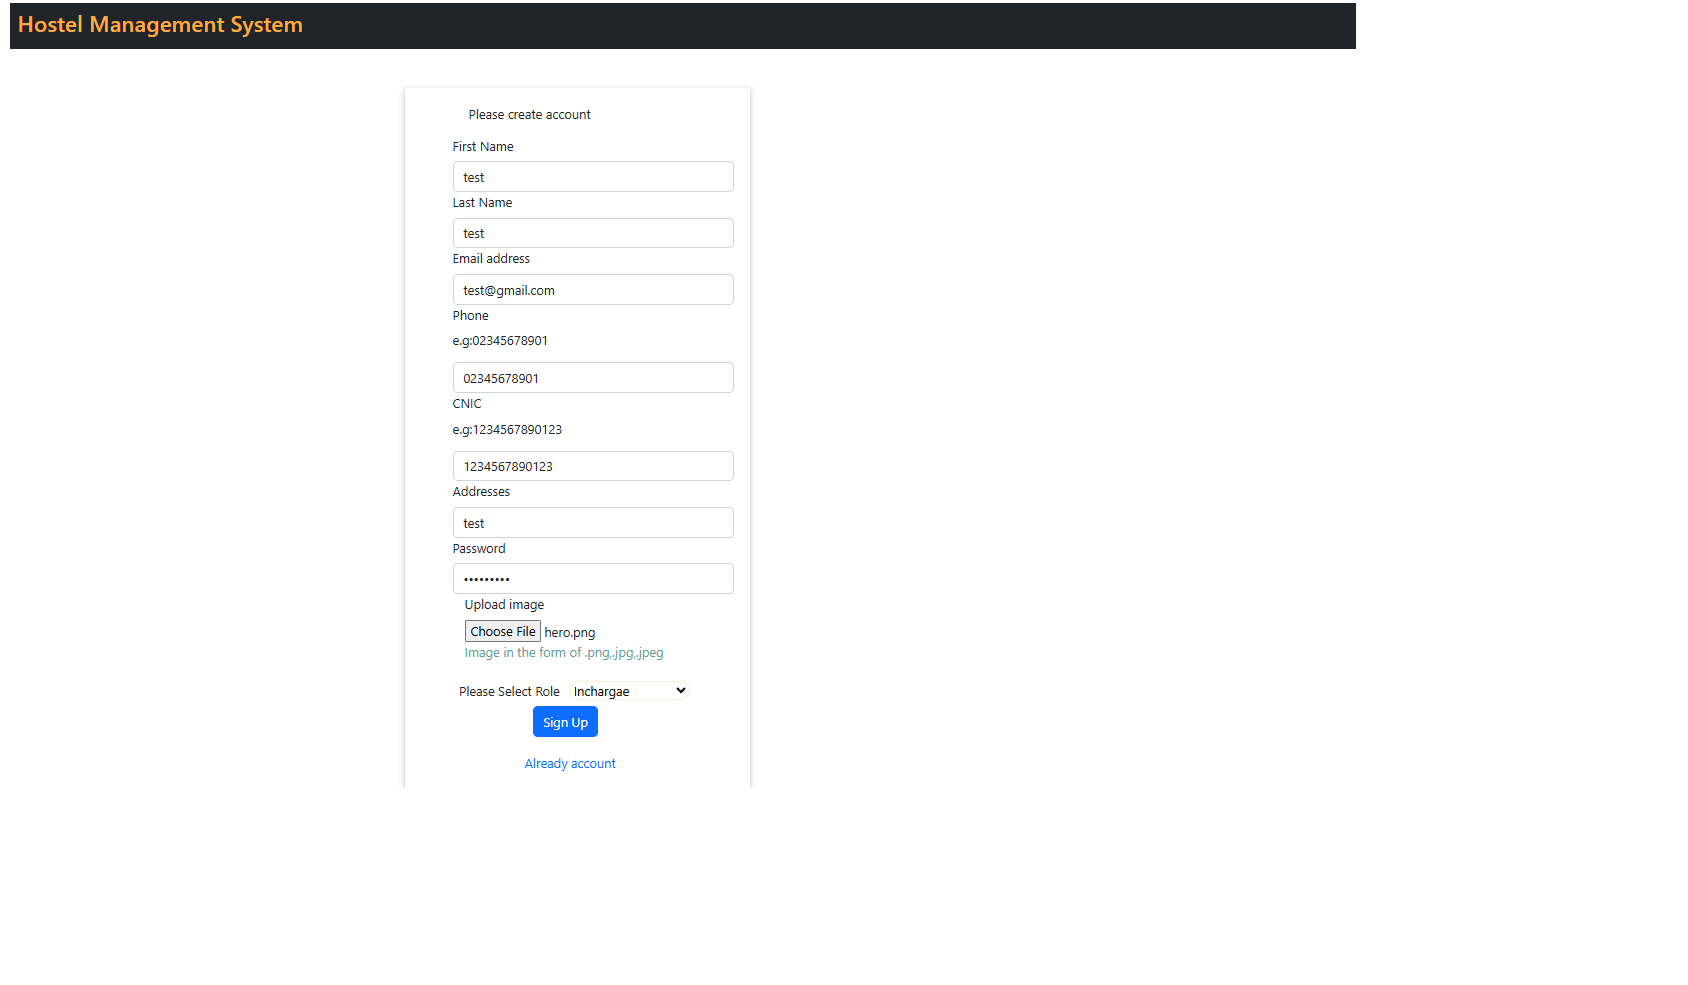 Hostel Management System
Please create account
First Name
test
Last Name
test
Email address
test@gmail.com
Phone
e.g:02345678901
02345678901
CNIC
e.g:1234567890123
1234567890123
Addresses
test
Password
•••••••••
Upload image
Choose File hero.png
Image in the form of .png,.jpg,.jpeg
Please Select Role Inchargae
Sign Up
Already account